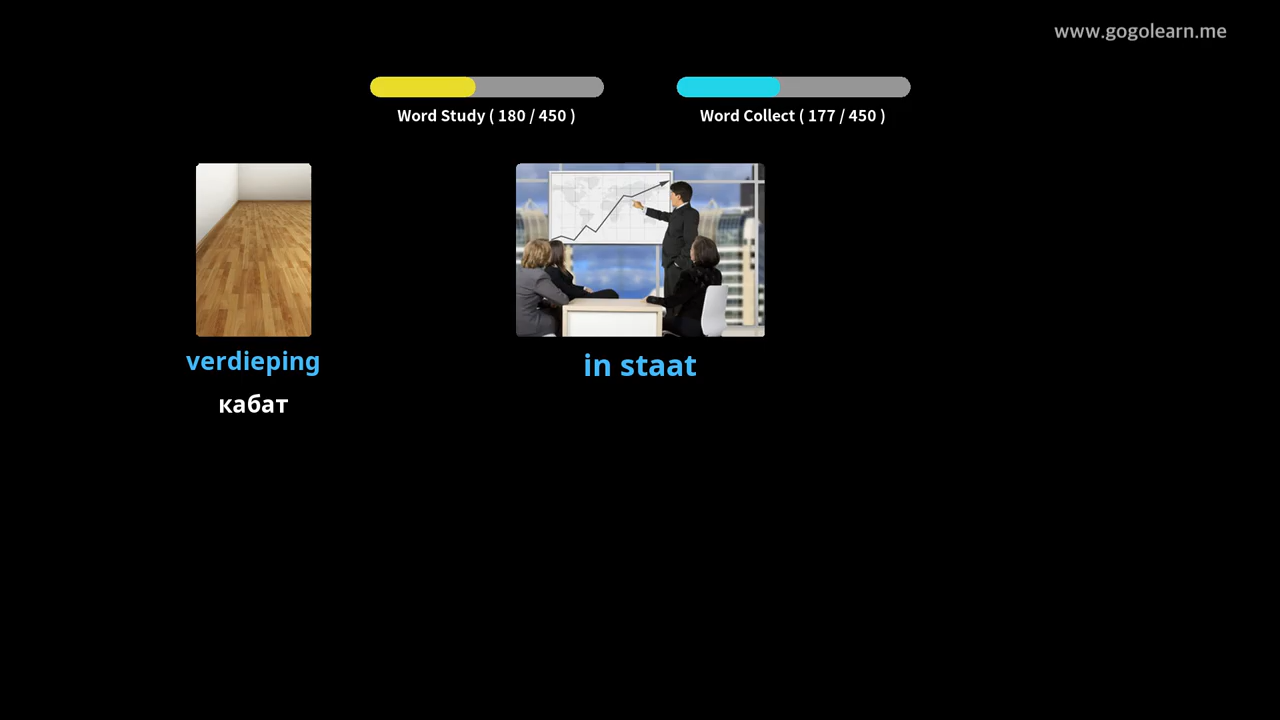 www.gogolearn.me
Word Study ( 180 / 450 )
Word Collect ( 177 / 450 )
verdieping
кабат
in staat